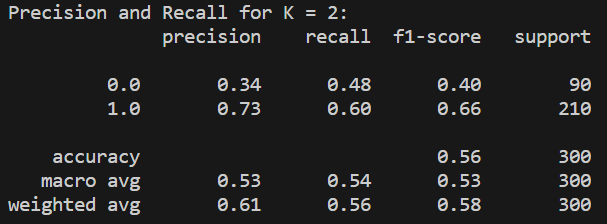 Precision and Recall for K = 2:
precision recall f1-score support
0.0 0.34 0.48 0.40 90
1.0 0.73 0.60 0.66 210
accuracy 0.56 300
macro avg 0.53 0.54 0.53 300
weighted avg 0.61 0.56 0.58 300